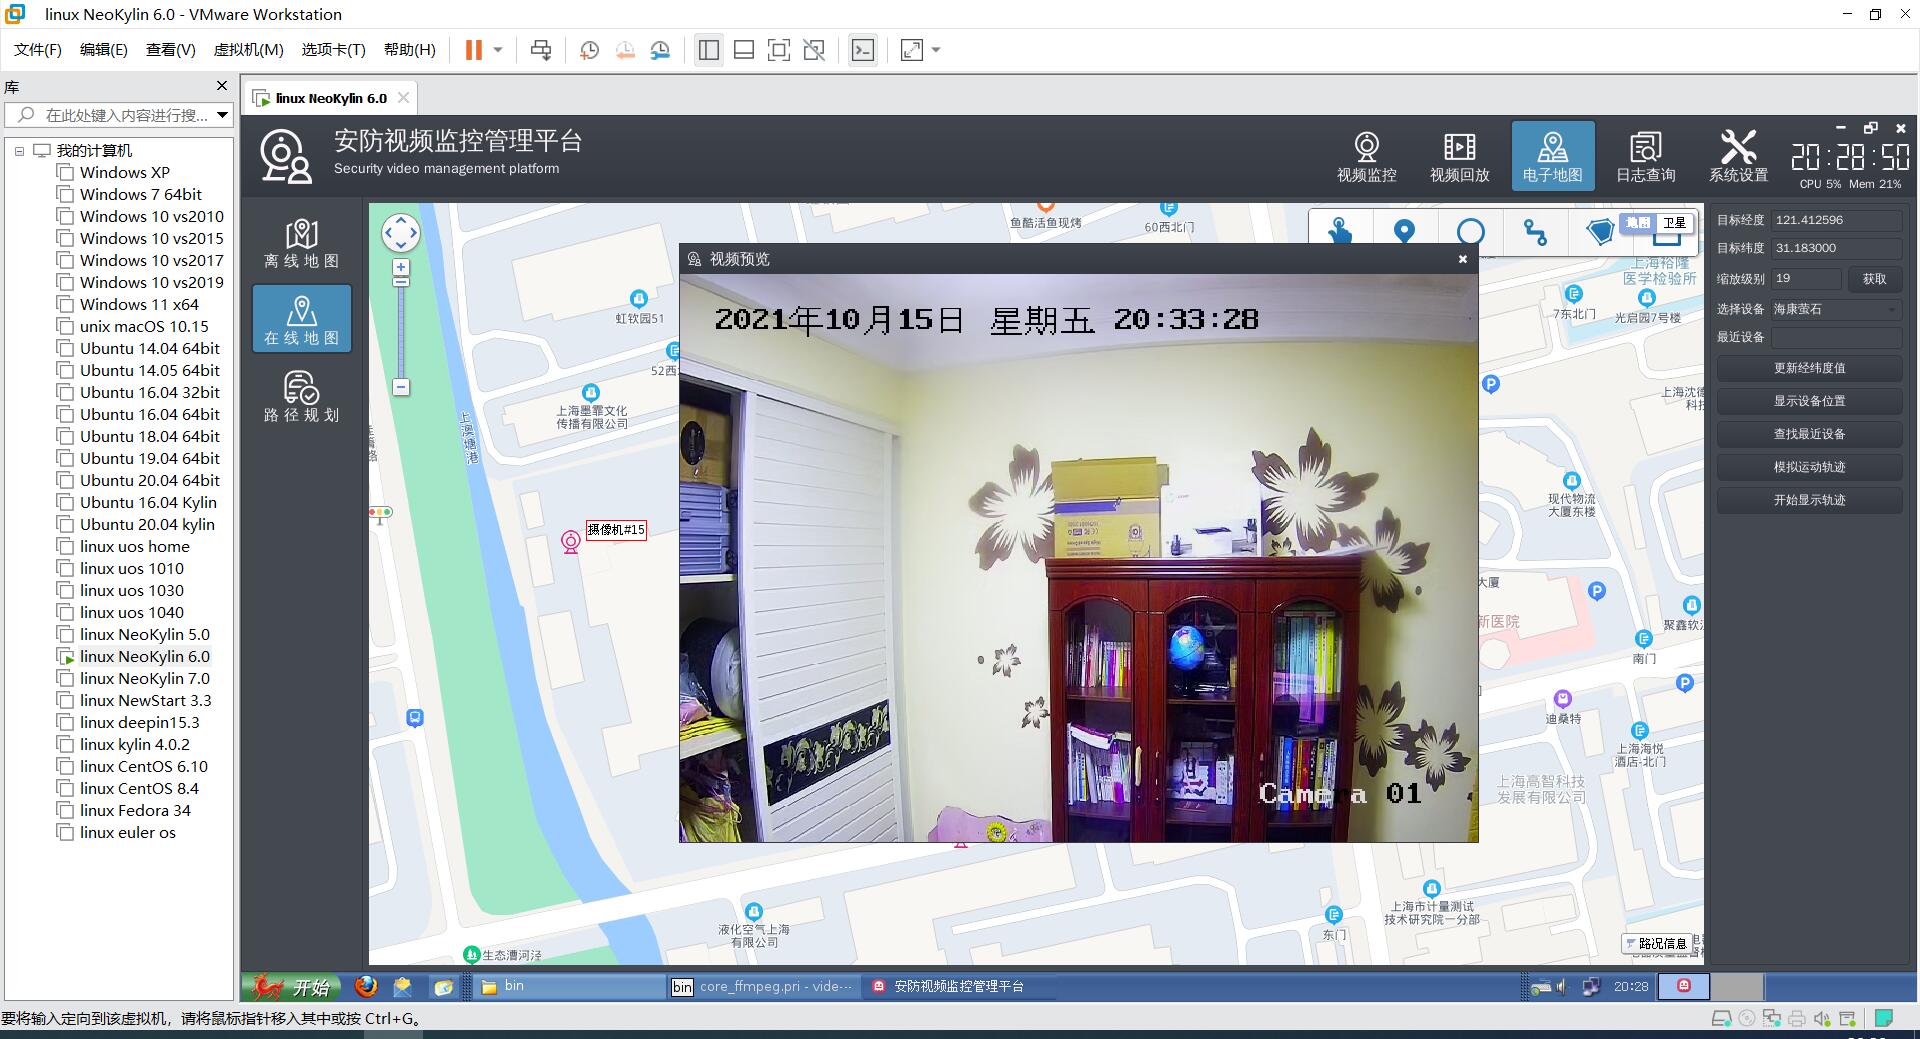 linux NeoKylin 6.0 - VMware Workstation
文件(F) 编辑(E) 查看(V) 虚拟机(M) 选项卡(T) 帮助(H)
库
在此处键入内容进行搜...
我的计算机
Windows XP
Windows 7 64bit
Windows 10 vs2010
Windows 10 vs2015
Windows 10 vs2017
Windows 10 vs2019
Windows 11 x64
unix macOS 10.15
Ubuntu 14.04 64bit
Ubuntu 14.05 64bit
Ubuntu 16.04 32bit
Ubuntu 16.04 64bit
Ubuntu 18.04 64bit
Ubuntu 19.04 64bit
Ubuntu 20.04 64bit
Ubuntu 16.04 Kylin
Ubuntu 20.04 kylin
linux uos home
linux uos 1010
linux uos 1030
linux uos 1040
linux NeoKylin 5.0
linux NeoKylin 6.0
linux NeoKylin 7.0
linux NewStart 3.3
linux deepin15.3
linux kylin 4.0.2
linux CentOS 6.10
linux CentOS 8.4
linux Fedora 34
linux euler os
linux NeoKylin 6.0
安防视频监控管理平台
Security video management platform
视频监控 视频回放 电子地图 日志查询 系统设置
20:28:50
CPU 5% Mem 21%
离线地图
在线地图
路径规划
鱼酷活鱼现烤
60西北门
虹钦园51
52西
上海墨霏文化
传播有限公司
上澳塘港
摄像机#15
地图 卫星
上海裕隆
医学检验所
7东北门
光启园7号楼
上海沈德
科技
现代物流
大厦东楼
大厦
新医院
聚鑫软
南门
迪桑特
上海海悦
酒店-北门
上海高智科技
发展有限公司
上海市计量测试
技术研究院一分部
东门
液化空气上海
有限公司
生态漕河泾
路况信息
视频预览
2021年10月15日 星期五 20:33:28
Camera 01
目标经度 121.412596
目标纬度 31.183000
缩放级别 19 获取
选择设备 海康萤石
最近设备
更新经纬度值
显示设备位置
查找最近设备
模拟运动轨迹
开始显示轨迹
开始
bin
bin core_ffmpeg.pri - vide---
安防视频监控管理平台
20:28
要将输入定向到该虚拟机，请将鼠标指针移入其中或按 Ctrl+G。